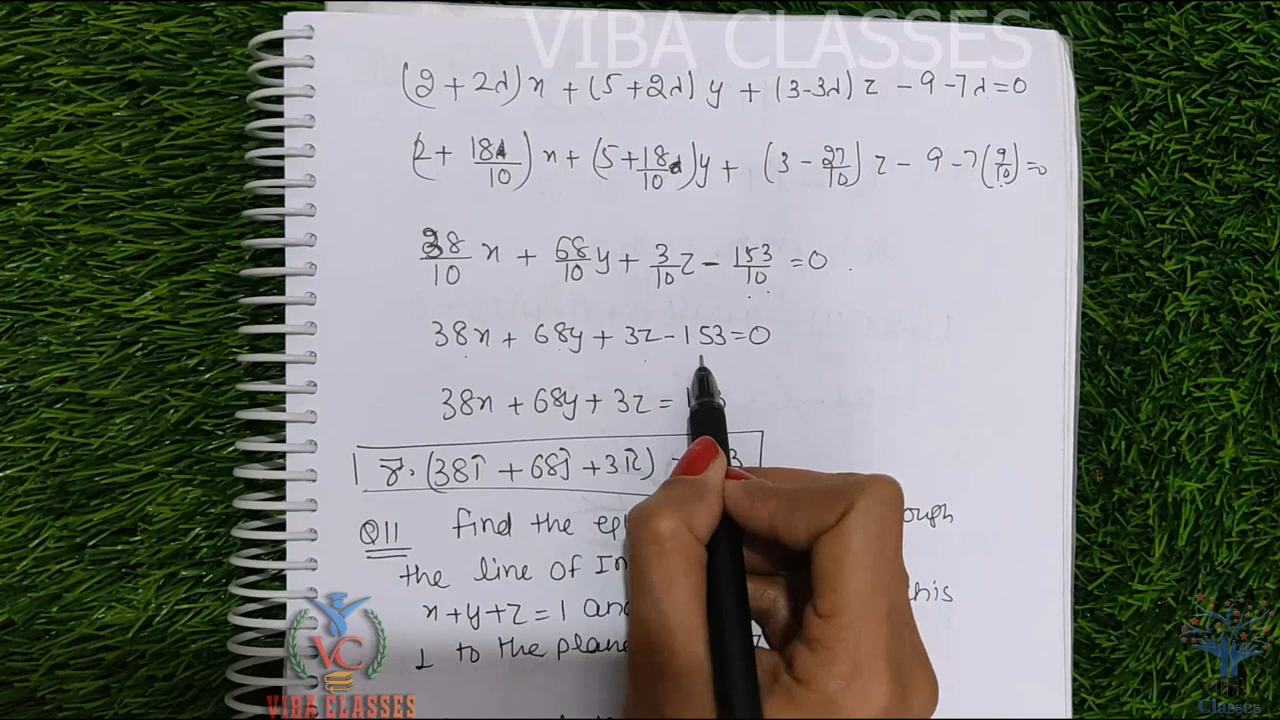 VIBA CLASSES
(2 + 2λ) x + (5 + 2λ) y + (3-3λ) z - 9 - 7λ = 0
(2 + 18/10) x + (5 + 18/10) y + (3 - 27/10) z - 9 - 7(9/10) = 0
38/10 x + 68/10 y + 3/10 z - 153/10 = 0
38x + 68y + 3z - 153 = 0
38x + 68y + 3z =
r̄. (38î + 68ĵ + 3k̂)
Q11 find the
the line of
x + y + z = 1 and
⊥ to the plane
VC
VIBA CLASSES
VIBA
Classes